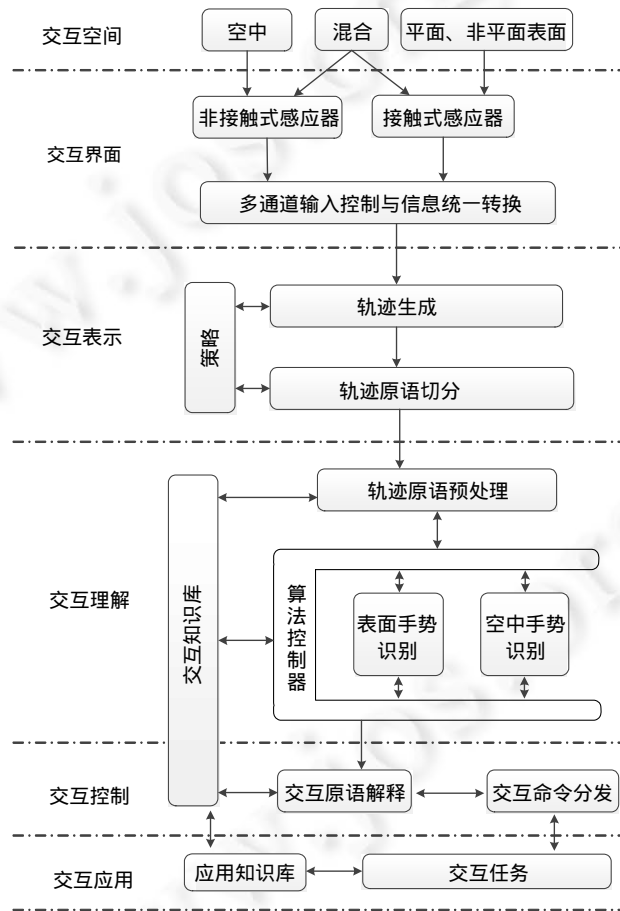 交互空间
空中
混合
平面、非平面表面
交互界面
非接触式感应器
接触式感应器
多通道输入控制与信息统一转换
交互表示
策略
轨迹生成
轨迹原语切分
交互理解
交互知识库
轨迹原语预处理
算法控制器
表面手势
识别
空中手势
识别
交互控制
交互原语解释
交互命令分发
交互应用
应用知识库
交互任务